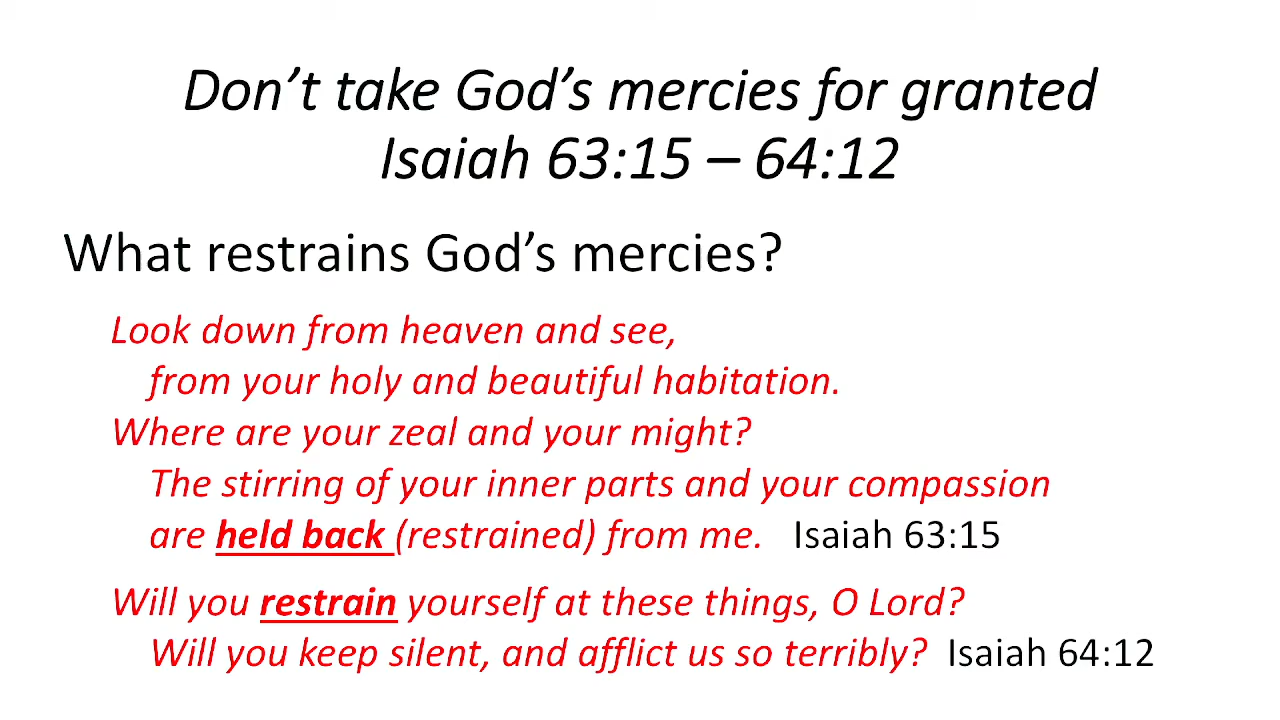 Don’t take God’s mercies for granted
Isaiah 63:15 – 64:12
What restrains God’s mercies?
Look down from heaven and see,
from your holy and beautiful habitation.
Where are your zeal and your might?
The stirring of your inner parts and your compassion
are held back (restrained) from me. Isaiah 63:15
Will you restrain yourself at these things, O Lord?
Will you keep silent, and afflict us so terribly? Isaiah 64:12